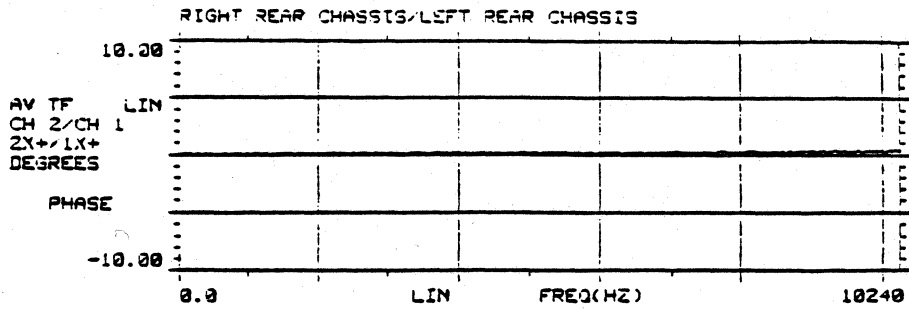 RIGHT REAR CHASSIS/LEFT REAR CHASSIS
10.00
AV TF LIN
CH 2/CH 1
2X+/1X+
DEGREES
PHASE
-10.00
0.0 LIN FREQ(HZ) 10240